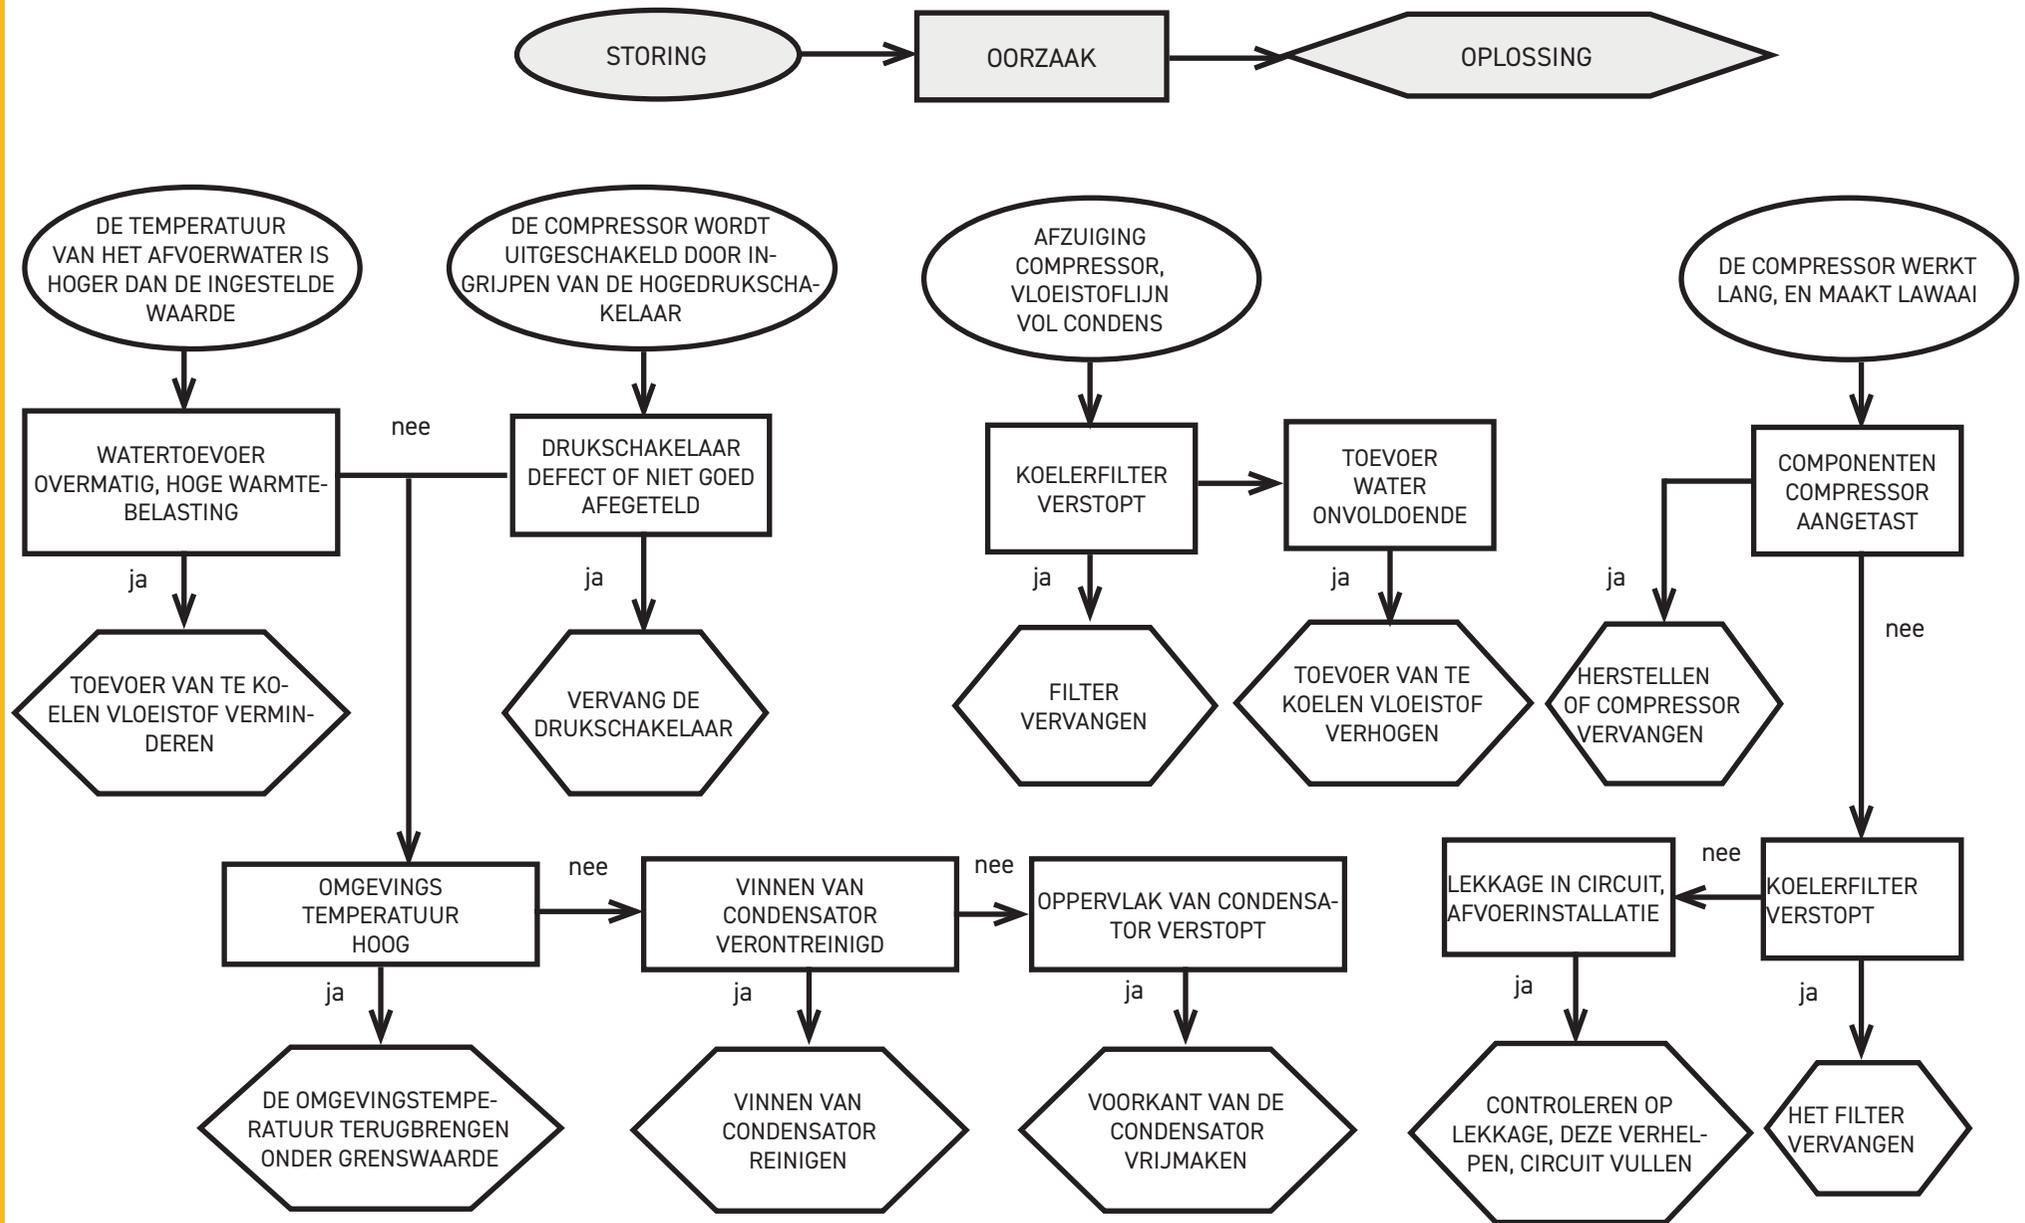 STORING
OORZAAK
OPLOSSING
DE TEMPERATUUR
VAN HET AFVOERWATER IS
HOGER DAN DE INGESTELDE
WAARDE
DE COMPRESSOR WORDT
UITGESCHAKELD DOOR IN-
GRIJPEN VAN DE HOGEDRUKSCHA-
KELAAR
AFZUIGING
COMPRESSOR,
VLOEISTOFLIJN
VOL CONDENS
DE COMPRESSOR WERKT
LANG, EN MAAKT LAWAAI
WATERTOEVOER
OVERMATIG, HOGE WARMTE-
BELASTING
nee
DRUKSCHAKELAAR
DEFECT OF NIET GOED
AFEGETELD
KOELERFILTER
VERSTOPT
TOEVOER
WATER
ONVOLDOENDE
COMPONENTEN
COMPRESSOR
AANGETAST
ja
ja
ja
ja
ja
nee
TOEVOER VAN TE KO-
ELEN VLOEISTOF VERMIN-
DEREN
VERVANG DE
DRUKSCHAKELAAR
FILTER
VERVANGEN
TOEVOER VAN TE
KOELEN VLOEISTOF
VERHOGEN
HERSTELLEN
OF COMPRESSOR
VERVANGEN
OMGEVINGS
TEMPERATUUR
HOOG
nee
VINNEN VAN
CONDENSATOR
VERONTREINIGD
nee
OPPERVLAK VAN CONDENSA-
TOR VERSTOPT
LEKKAGE IN CIRCUIT,
AFVOERINSTALLATIE
nee
KOELERFILTER
VERSTOPT
ja
ja
ja
ja
ja
DE OMGEVINGSTEMPE-
RATUUR TERUGBRENGEN
ONDER GRENSWAARDE
VINNEN VAN
CONDENSATOR
REINIGEN
VOORKANT VAN DE
CONDENSATOR
VRIJMAKEN
CONTROLEREN OP
LEKKAGE, DEZE VERHEL-
PEN, CIRCUIT VULLEN
HET FILTER
VERVANGEN